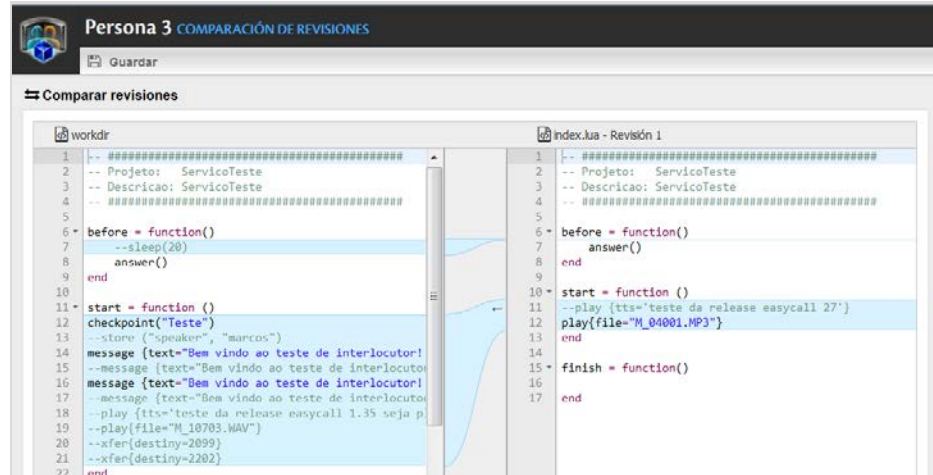 Persona 3 COMPARACIÓN DE REVISIONES
Guardar
Comparar revisiones
workdir
1 -- ############################################
2 -- Projeto: ServicoTeste
3 -- Descricao: ServicoTeste
4 -- ############################################
5
6 before = function()
7 --sleep(20)
8 answer()
9 end
10
11 start = function ()
12 checkpoint("Teste")
13 --store ("speaker", "marcos")
14 message {text="Bem vindo ao teste de interlocutor!
15 --message {text="Bem vindo ao teste de interlocuto
16 message {text="Bem vindo ao teste de interlocutor!
17 --message {text="Bem vindo ao teste de interlocuto
18 --play {tts='teste da release easycall 1.35 seja p
19 --play{file="M_10703.WAV"}
20 --xfer{destiny=2099}
21 --xfer{destiny=2202}
22 end
index.lua - Revisión 1
1 -- ############################################
2 -- Projeto: ServicoTeste
3 -- Descricao: ServicoTeste
4 -- ############################################
5
6 before = function()
7 answer()
8 end
9
10 start = function ()
11 --play {tts='teste da release easycall 27'}
12 play{file="M_04001.MP3"}
13 end
14
15 finish = function()
16
17 end